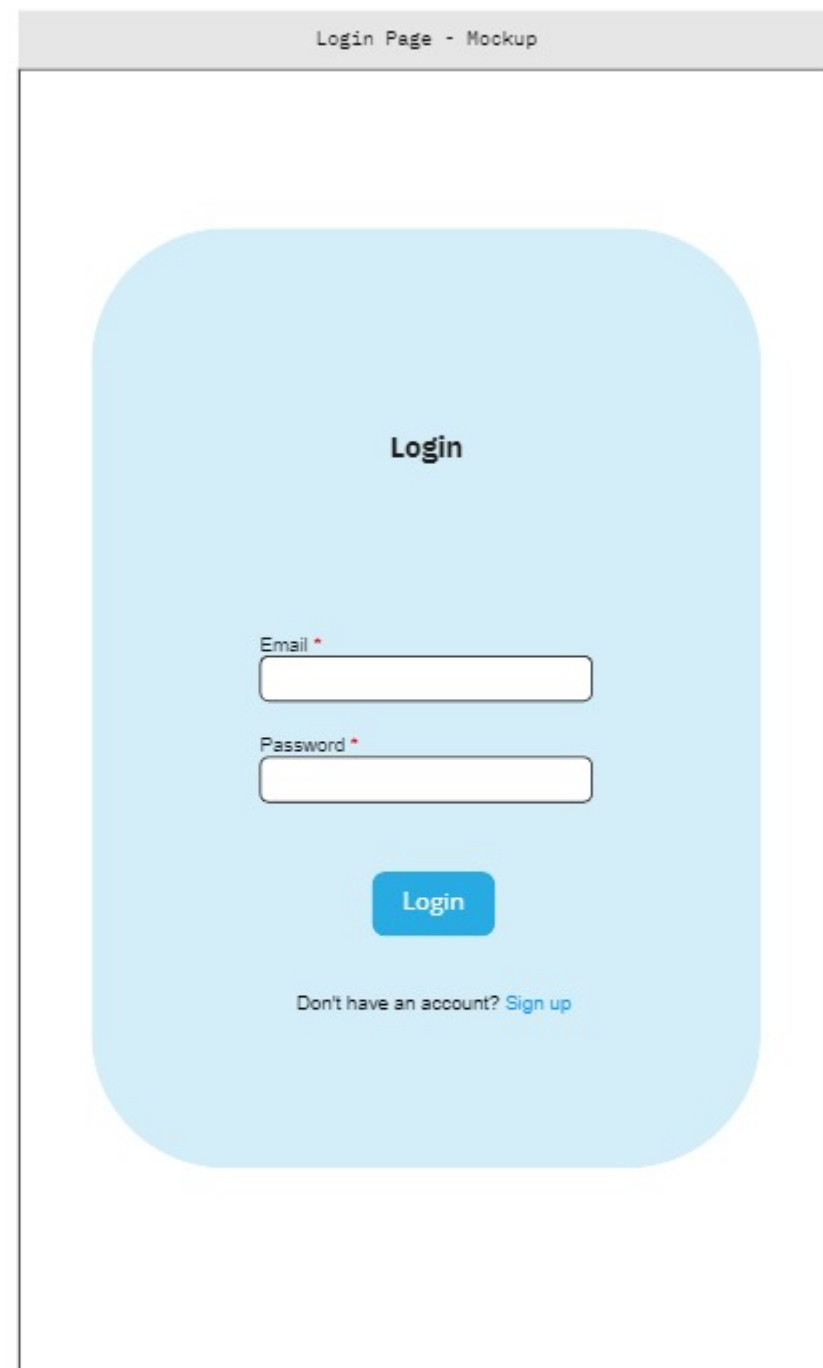 Login Page - Mockup
Login
Email *
Password *
Login
Don't have an account? Sign up